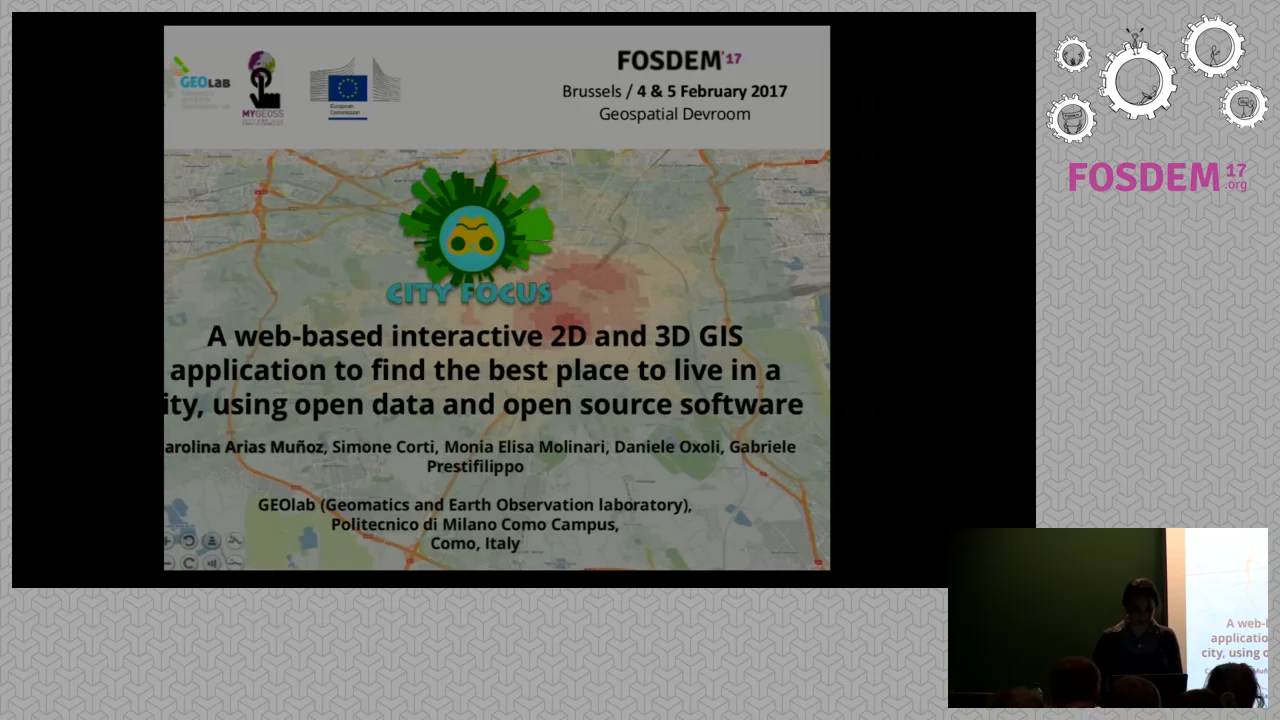 GEOLAB
MYGEOSS
European
Commission
FOSDEM'17
Brussels / 4 & 5 February 2017
Geospatial Devroom
CITY FOCUS
A web-based interactive 2D and 3D GIS
application to find the best place to live in a
ity, using open data and open source software
arolina Arias Muñoz, Simone Corti, Monia Elisa Molinari, Daniele Oxoli, Gabriele
Prestifilippo
GEOlab (Geomatics and Earth Observation laboratory),
Politecnico di Milano Como Campus,
Como, Italy
FOSDEM 17
.org
A web-
applicatio
city, using o